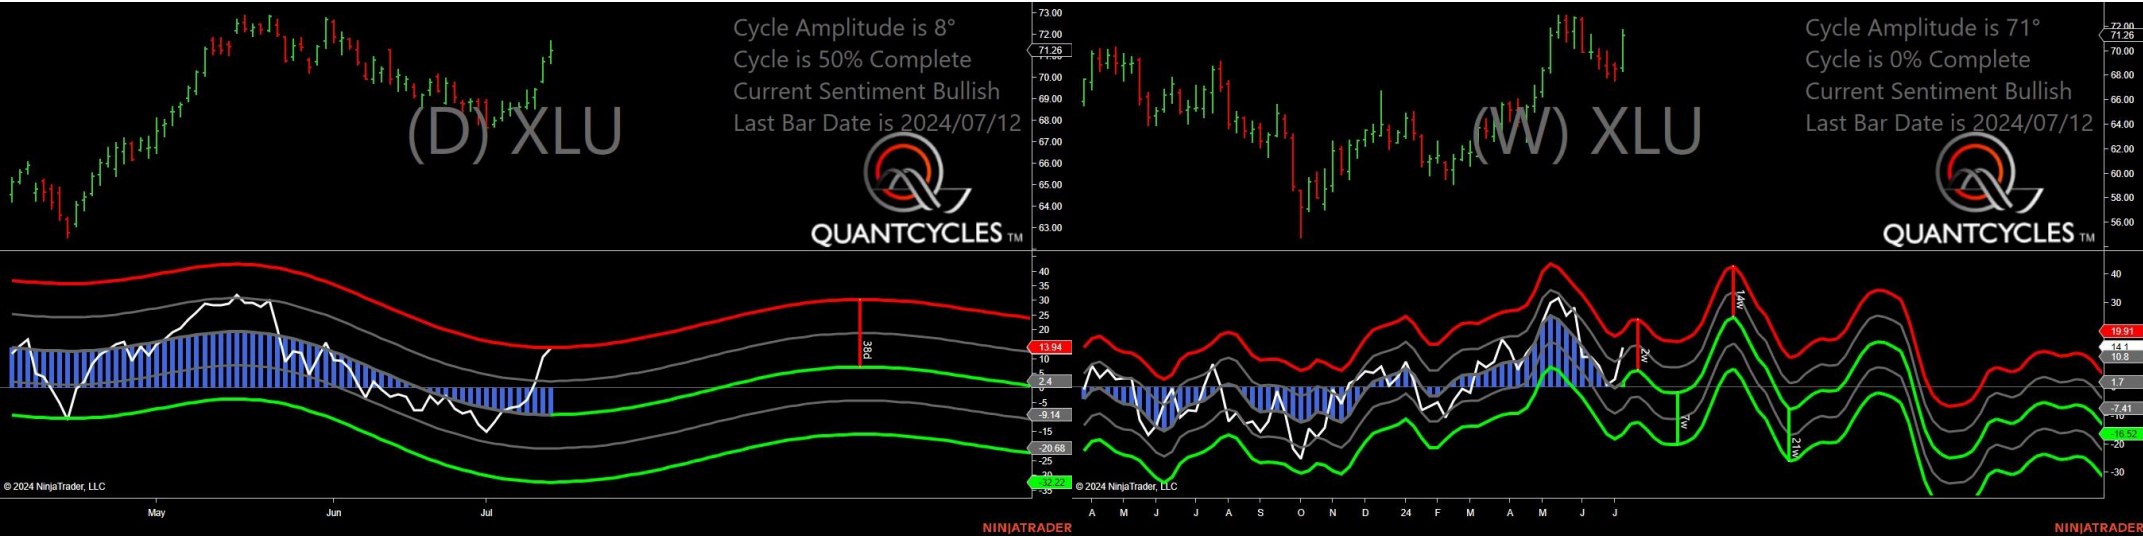 Cycle Amplitude is 8°
Cycle is 50% Complete
Current Sentiment Bullish
Last Bar Date is 2024/07/12
(D) XLU
QUANTCYCLES TM
73.00
72.00
71.26
70.00
69.00
68.00
67.00
66.00
65.00
64.00
63.00
40
35
30
25
20
13.94
10
2.4
-5
-9.14
-15
-20.68
-25
-32.22
-35
38d
© 2024 NinjaTrader, LLC
May Jun Jul
NINJATRADER
Cycle Amplitude is 71°
Cycle is 0% Complete
Current Sentiment Bullish
Last Bar Date is 2024/07/12
(W) XLU
QUANTCYCLES TM
72.00
71.26
70.00
68.00
66.00
64.00
62.00
60.00
58.00
56.00
40
30
19.91
14.1
10.8
1.7
-7.41
-16.52
-20
-30
2w
7w
14w
21w
© 2024 NinjaTrader, LLC
A M J J A S O N D 24 F M A M J J
NINJATRADER